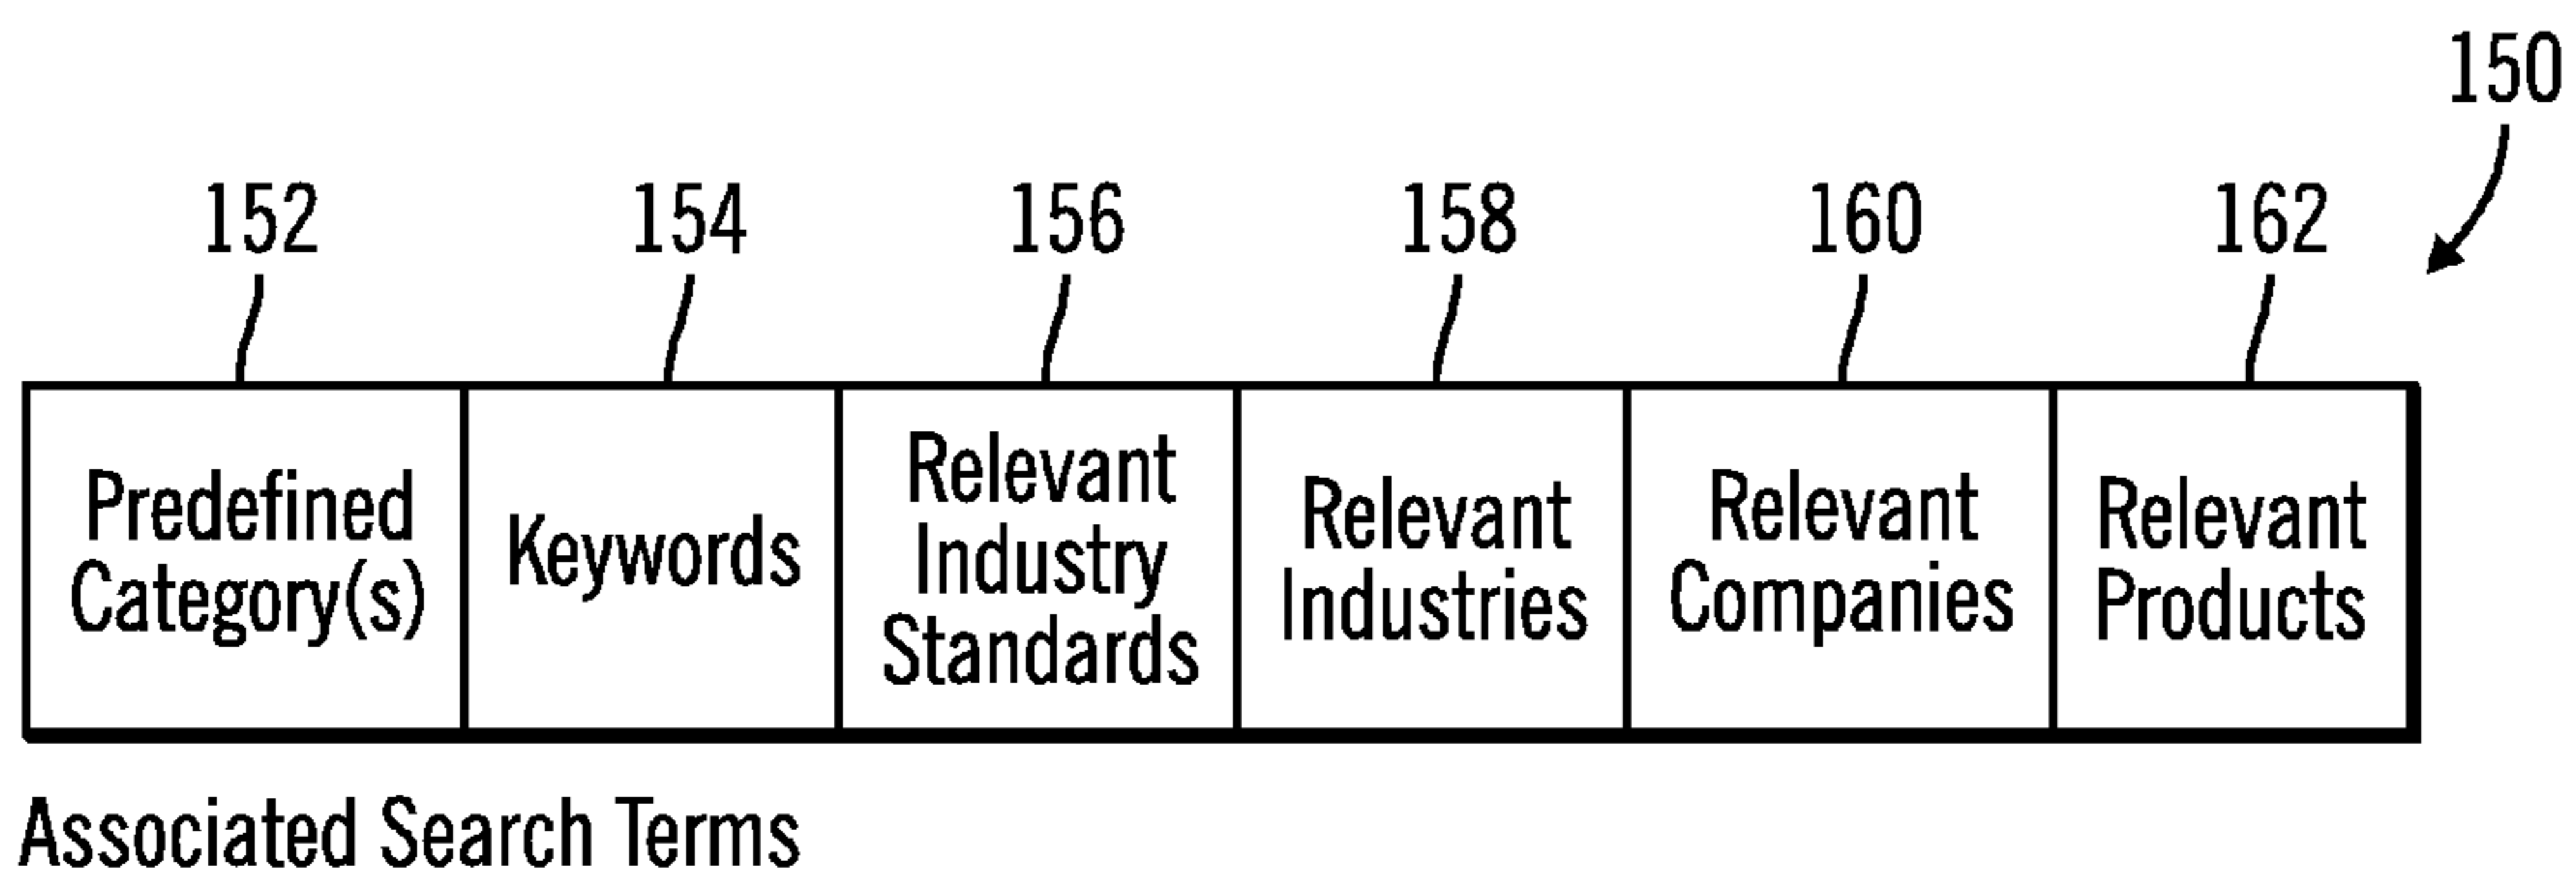 150
152
154
156
158
160
162
Predefined
Category(s)
Keywords
Relevant
Industry
Standards
Relevant
Industries
Relevant
Companies
Relevant
Products
Associated Search Terms